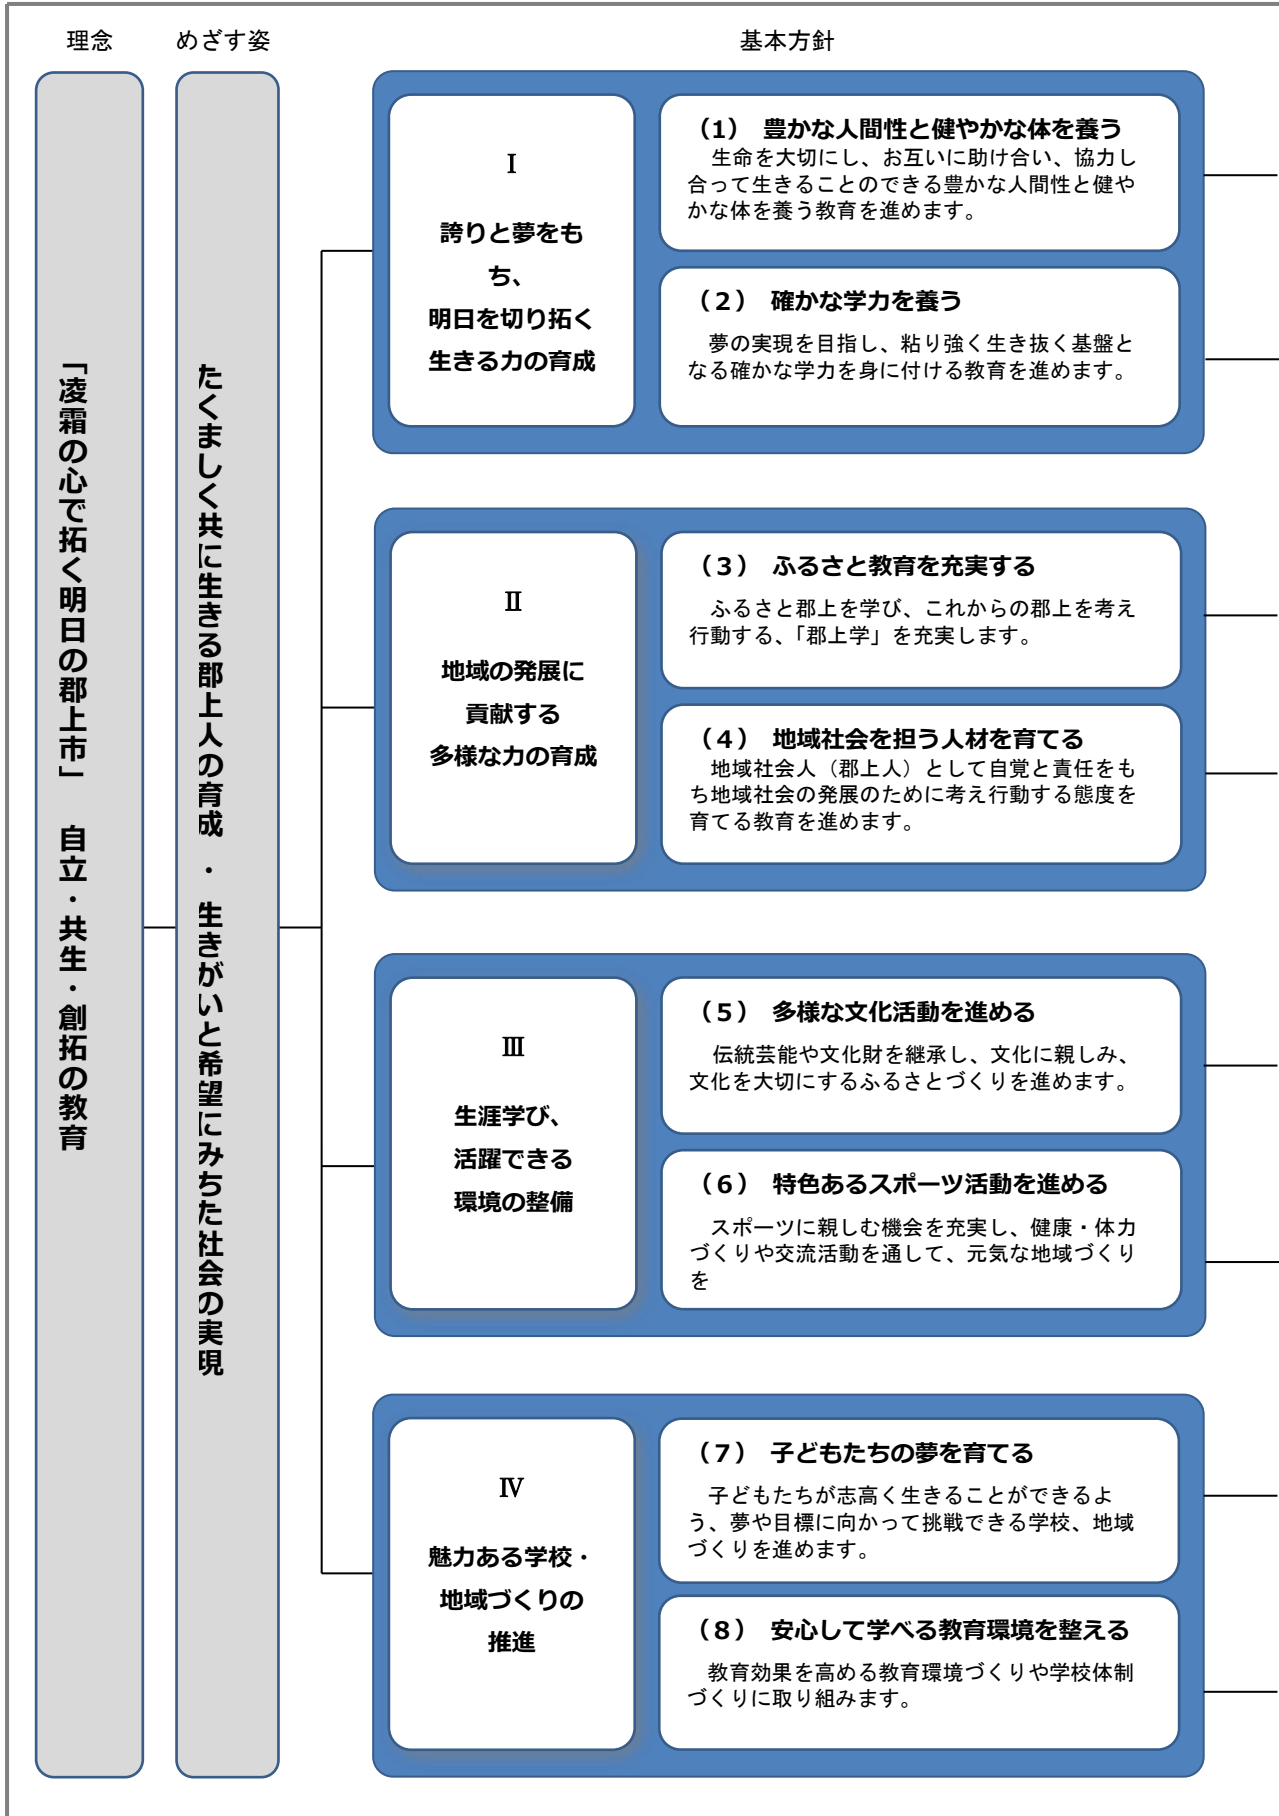 理念
めざす姿
基本方針
「凌霜の心で拓く明日の郡上市」　自立・共生・創拓の教育
たくましく共に生きる郡上人の育成 ・ 生きがいと希望にみちた社会の実現
Ⅰ
誇りと夢をも
ち、
明日を切り拓く
生きる力の育成
（1） 豊かな人間性と健やかな体を養う
生命を大切にし、お互いに助け合い、協力し
合って生きることのできる豊かな人間性と健や
かな体を養う教育を進めます。
（２） 確かな学力を養う
夢の実現を目指し、粘り強く生き抜く基盤と
なる確かな学力を身に付ける教育を進めます。
Ⅱ
地域の発展に
貢献する
多様な力の育成
（３） ふるさと教育を充実する
ふるさと郡上を学び、これからの郡上を考え
行動する、「郡上学」を充実します。
（４） 地域社会を担う人材を育てる
地域社会人（郡上人）として自覚と責任をも
ち地域社会の発展のために考え行動する態度を
育てる教育を進めます。
Ⅲ
生涯学び、
活躍できる
環境の整備
（５） 多様な文化活動を進める
伝統芸能や文化財を継承し、文化に親しみ、
文化を大切にするふるさとづくりを進めます。
（６） 特色あるスポーツ活動を進める
スポーツに親しむ機会を充実し、健康・体力
づくりや交流活動を通して、元気な地域づくり
を
Ⅳ
魅力ある学校・
地域づくりの
推進
（７） 子どもたちの夢を育てる
子どもたちが志高く生きることができるよ
う、夢や目標に向かって挑戦できる学校、地域
づくりを進めます。
（８） 安心して学べる教育環境を整える
教育効果を高める教育環境づくりや学校体制
づくりに取り組みます。